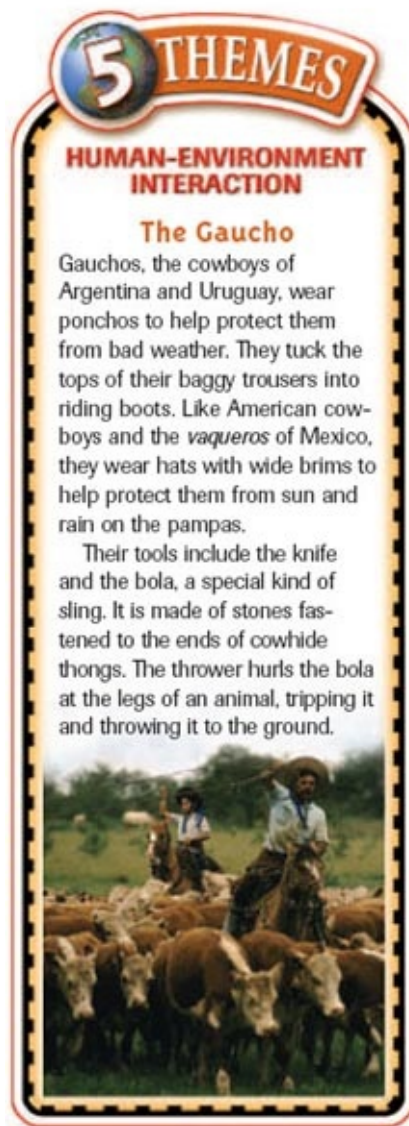 5 THEMES
HUMAN-ENVIRONMENT
INTERACTION
The Gaucho
Gauchos, the cowboys of
Argentina and Uruguay, wear
ponchos to help protect them
from bad weather. They tuck the
tops of their baggy trousers into
riding boots. Like American cow-
boys and the vaqueros of Mexico,
they wear hats with wide brims to
help protect them from sun and
rain on the pampas.
Their tools include the knife
and the bola, a special kind of
sling. It is made of stones fas-
tened to the ends of cowhide
thongs. The thrower hurls the bola
at the legs of an animal, tripping it
and throwing it to the ground.